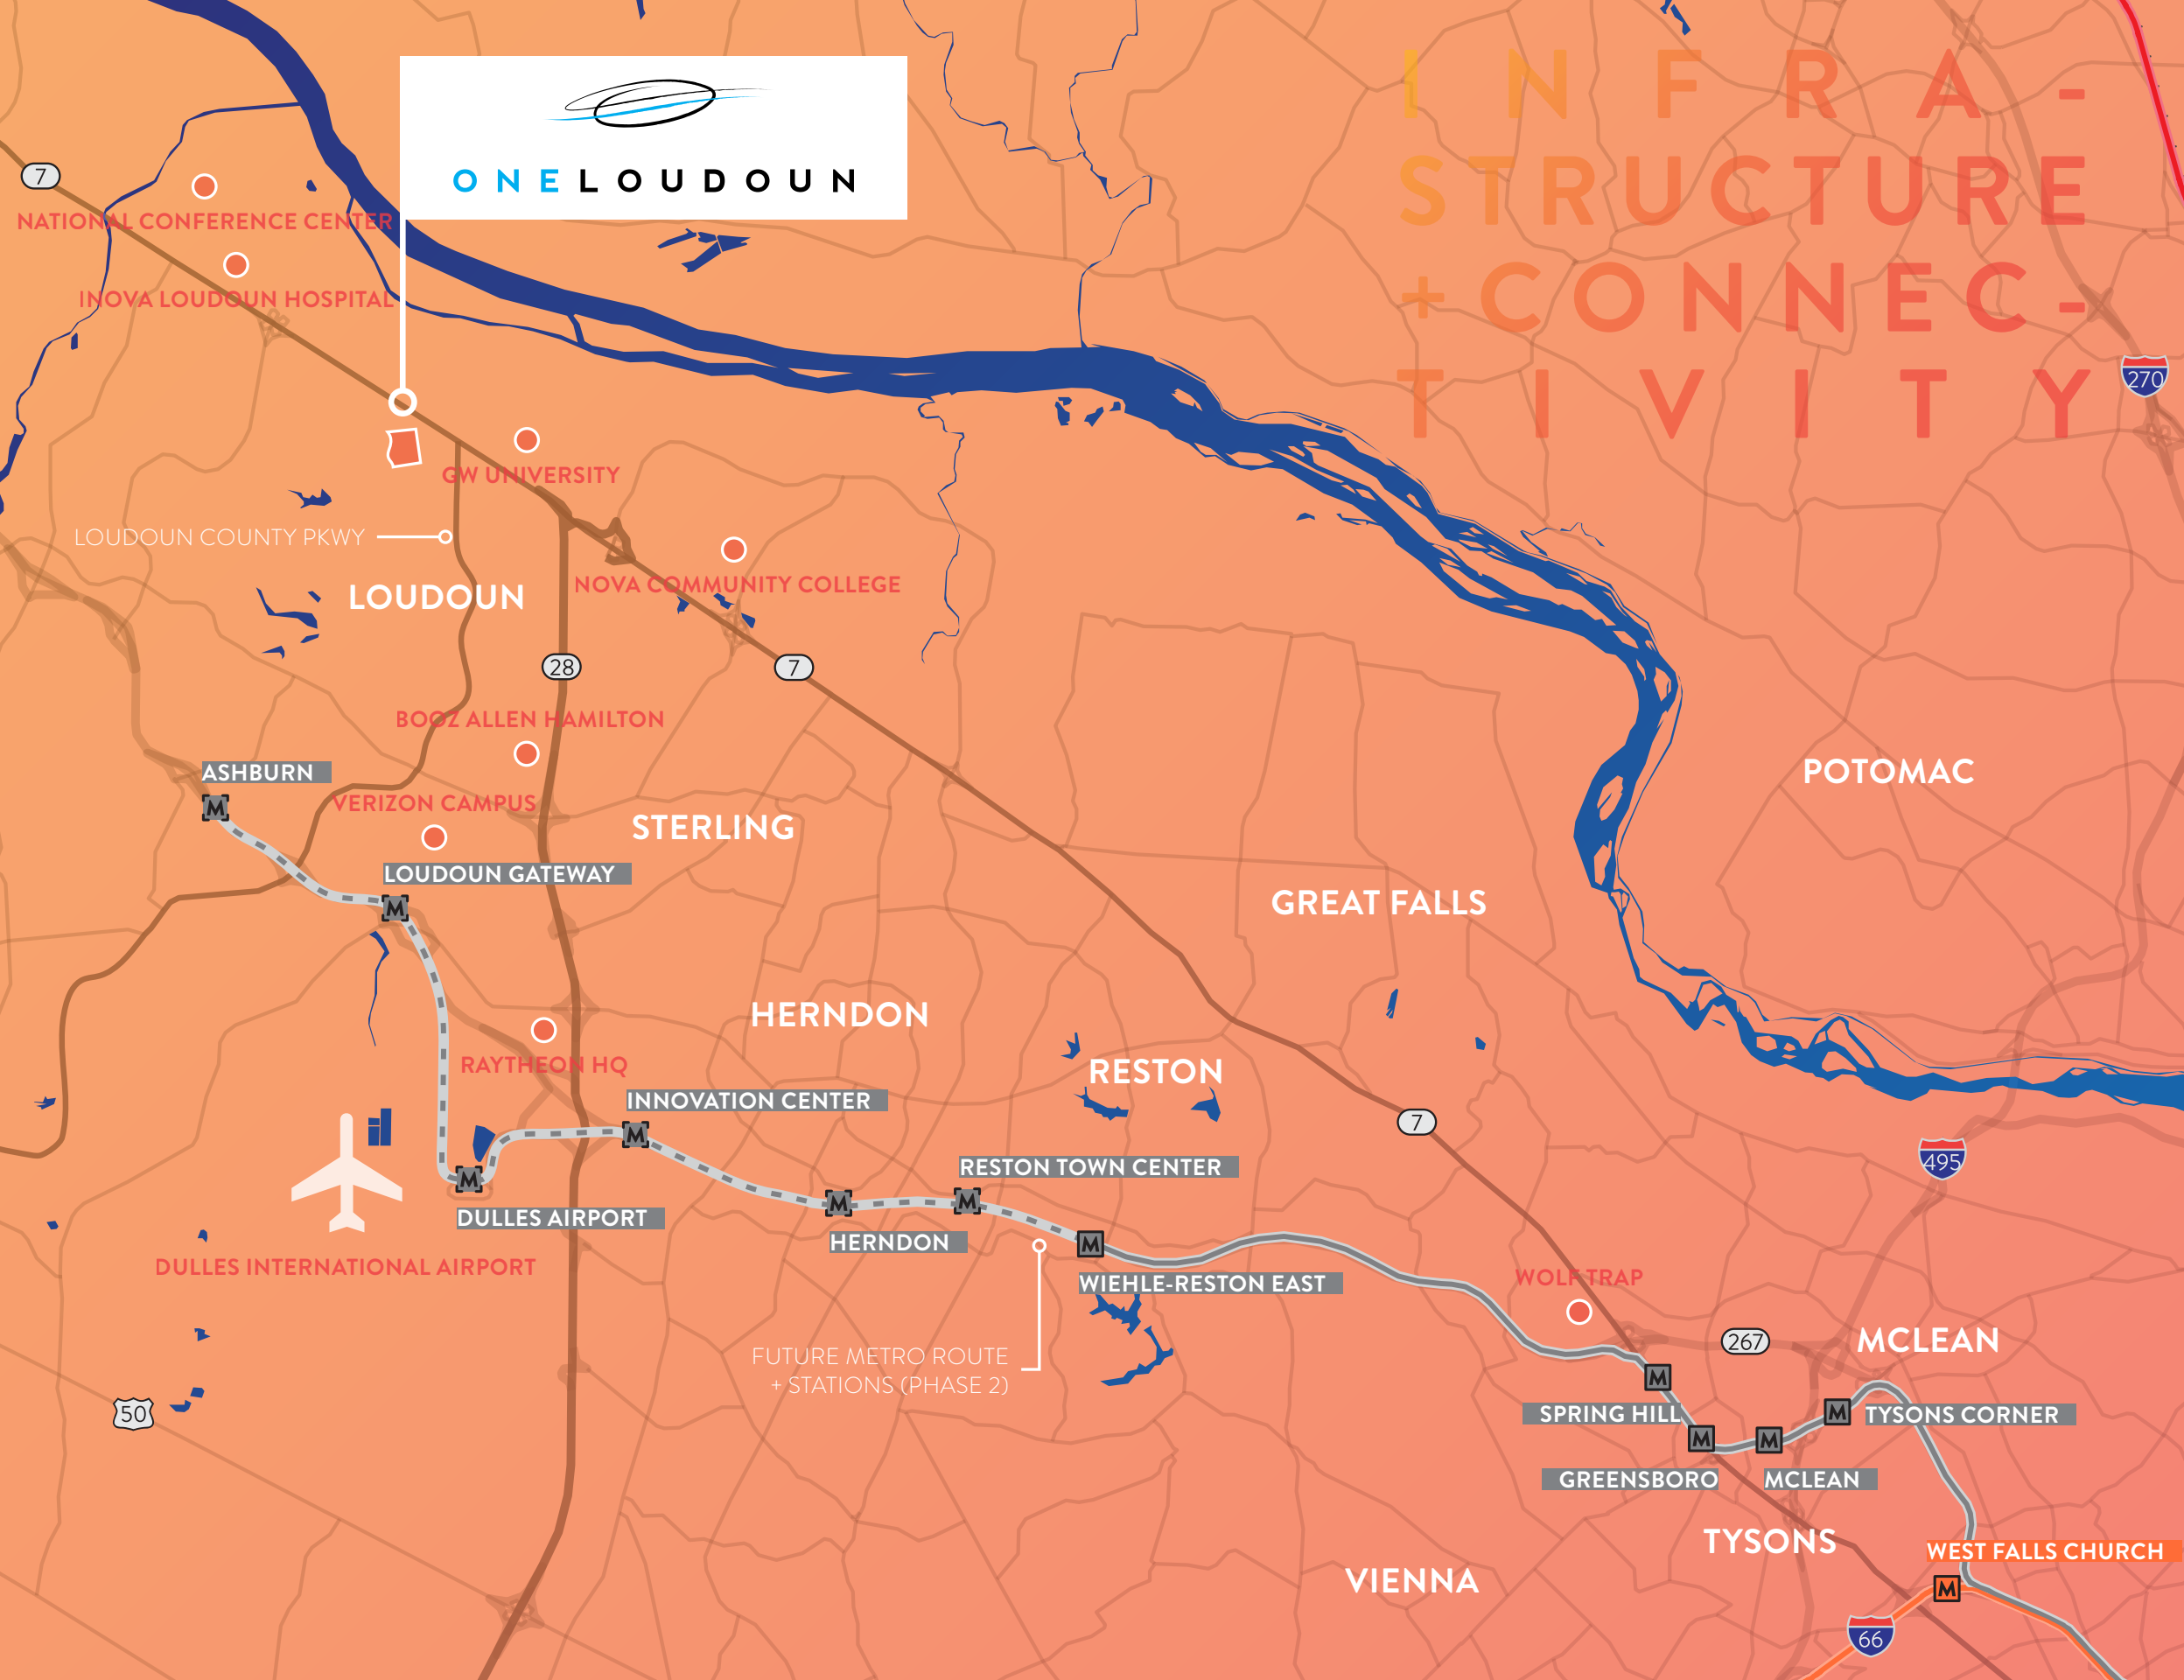 INFRA-
STRUCTURE
+CONNEC-
TIVITY
ONELOUDOUN
7
NATIONAL CONFERENCE CENTER
INOVA LOUDOUN HOSPITAL
270
GW UNIVERSITY
LOUDOUN COUNTY PKWY
LOUDOUN
NOVA COMMUNITY COLLEGE
28
7
BOOZ ALLEN HAMILTON
ASHBURN
M
VERIZON CAMPUS
STERLING
POTOMAC
LOUDOUN GATEWAY
M
GREAT FALLS
HERNDON
RAYTHEON HQ
RESTON
INNOVATION CENTER
M
7
495
RESTON TOWN CENTER
M
DULLES AIRPORT
M
HERNDON
M
M
WIEHLE-RESTON EAST
DULLES INTERNATIONAL AIRPORT
WOLF TRAP
FUTURE METRO ROUTE
+ STATIONS (PHASE 2)
267
MCLEAN
50
M
SPRING HILL
M
TYSONS CORNER
M
GREENSBORO
M
MCLEAN
TYSONS
VIENNA
WEST FALLS CHURCH
M
66